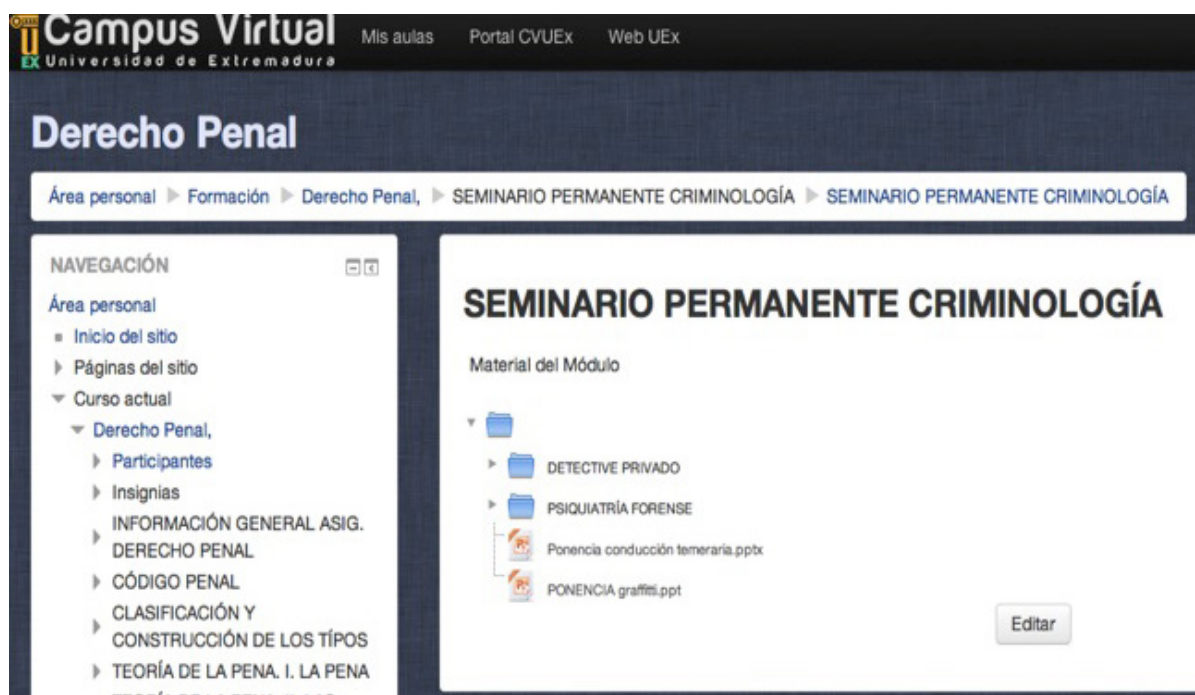 Campus Virtual
EX Universidad de Extremadura
Mis aulas Portal CVUEx Web UEx
Derecho Penal
Área personal Formación Derecho Penal, SEMINARIO PERMANENTE CRIMINOLOGÍA SEMINARIO PERMANENTE CRIMINOLOGÍA
NAVEGACIÓN
Área personal
Inicio del sitio
Páginas del sitio
Curso actual
Derecho Penal,
Participantes
Insignias
INFORMACIÓN GENERAL ASIG.
DERECHO PENAL
CÓDIGO PENAL
CLASIFICACIÓN Y
CONSTRUCCIÓN DE LOS TÍPOS
TEORÍA DE LA PENA. I. LA PENA
SEMINARIO PERMANENTE CRIMINOLOGÍA
Material del Módulo
DETECTIVE PRIVADO
PSIQUIATRÍA FORENSE
Ponencia conducción temeraria.pptx
PONENCIA graffitti.ppt
Editar